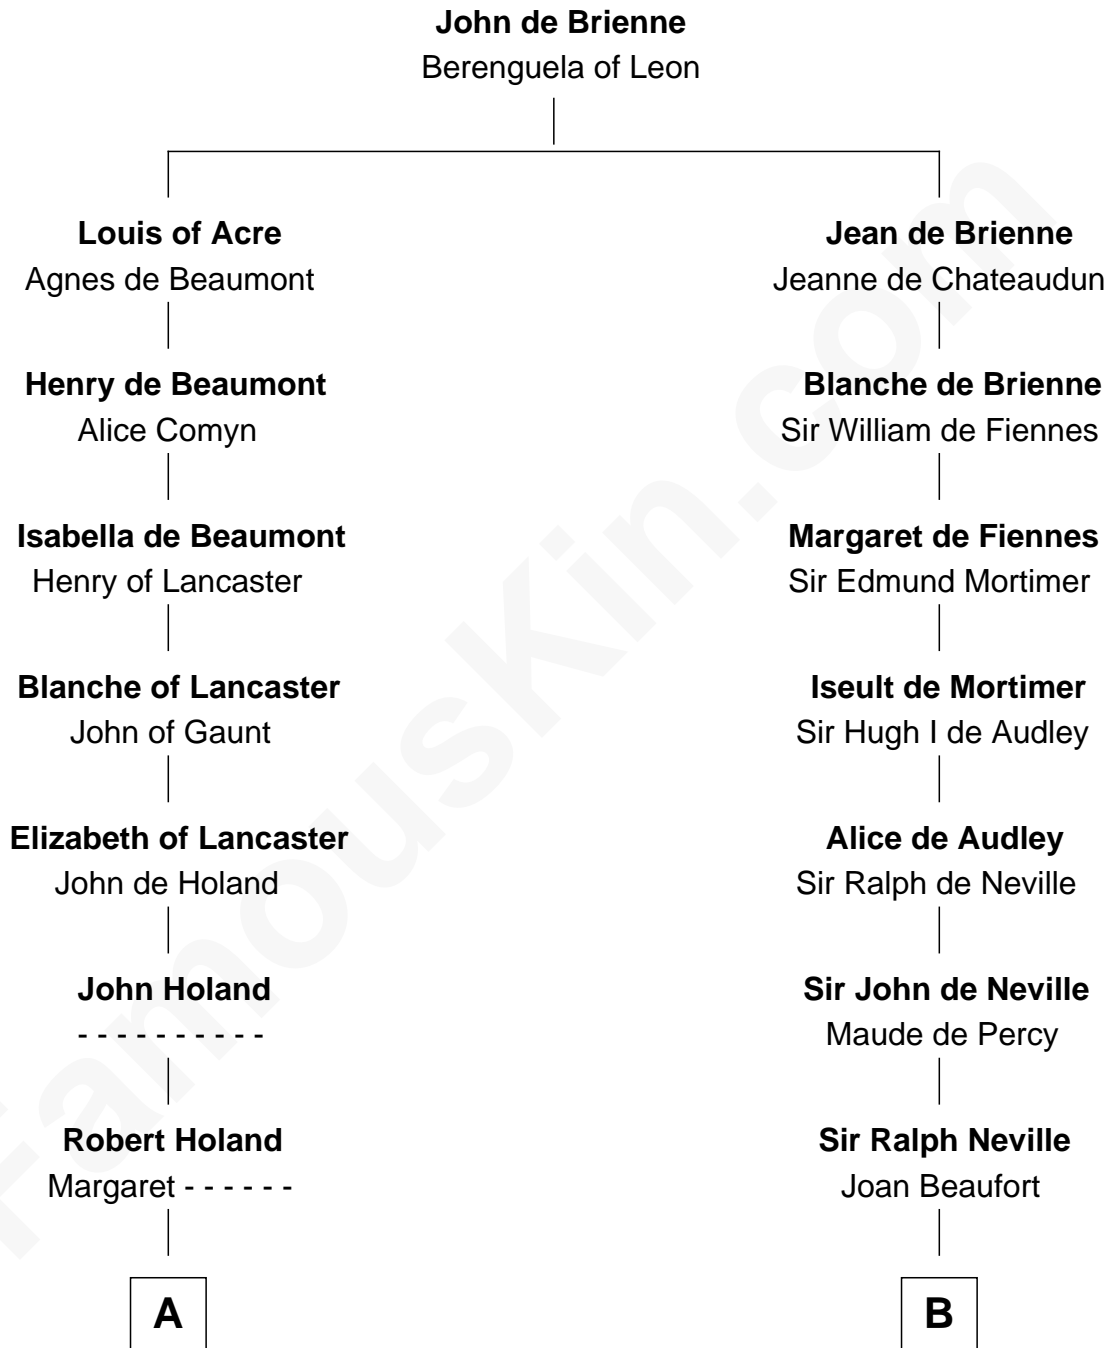 John de Brienne
Berenguela of Leon
Louis of Acre
Agnes de Beaumont
Jean de Brienne
Jeanne de Chateaudun
Henry de Beaumont
Alice Comyn
Blanche de Brienne
Sir William de Fiennes
Isabella de Beaumont
Henry of Lancaster
Margaret de Fiennes
Sir Edmund Mortimer
Blanche of Lancaster
John of Gaunt
Iseult de Mortimer
Sir Hugh I de Audley
Elizabeth of Lancaster
John de Holand
Alice de Audley
Sir Ralph de Neville
John Holand
- - - - - - - - - -
Sir John de Neville
Maude de Percy
Robert Holand
Margaret - - - - - -
Sir Ralph Neville
Joan Beaufort
A
B
FamousKin.com